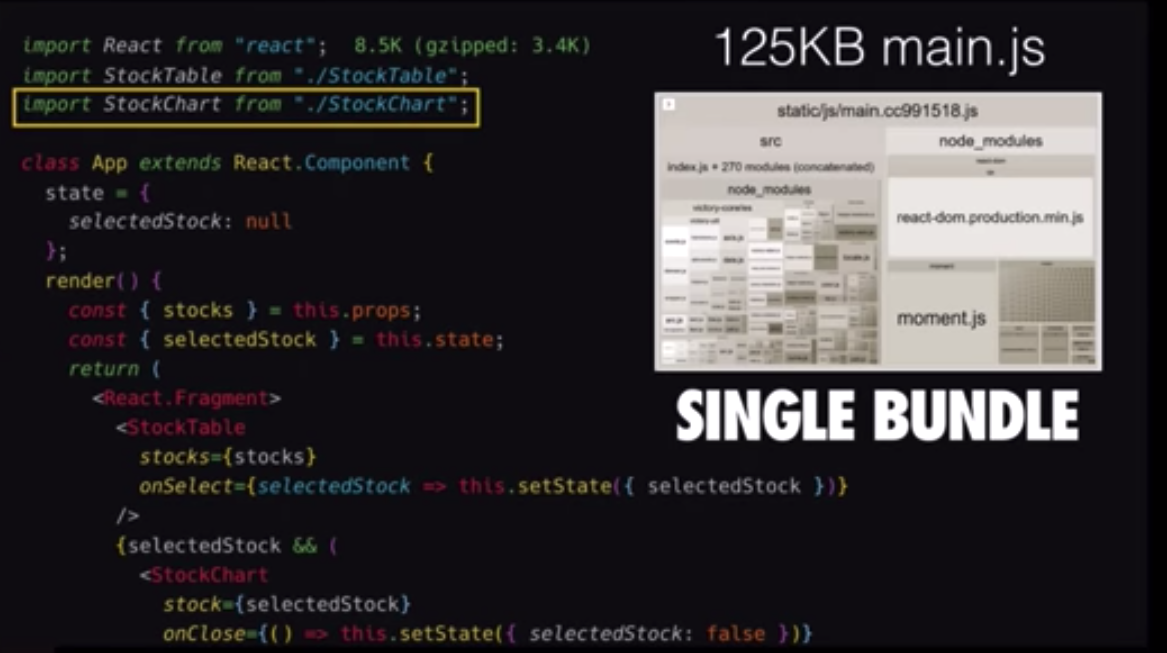 import React from "react"; 8.5K (gzipped: 3.4K)
import StockTable from "./StockTable";
import StockChart from "./StockChart";
class App extends React.Component {
state = {
selectedStock: null
};
render() {
const { stocks } = this.props;
const { selectedStock } = this.state;
return (
<React.Fragment>
<StockTable
stocks={stocks}
onSelect={selectedStock => this.setState({ selectedStock })}
/>
{selectedStock && (
<StockChart
stock={selectedStock}
onClose={() => this.setState({ selectedStock: false })}
125KB main.js
static/js/main.cc991518.js
src
node_modules
index.js + 270 modules (concatenated)
node_modules
react-dom
react-dom.production.min.js
moment
moment.js
SINGLE BUNDLE